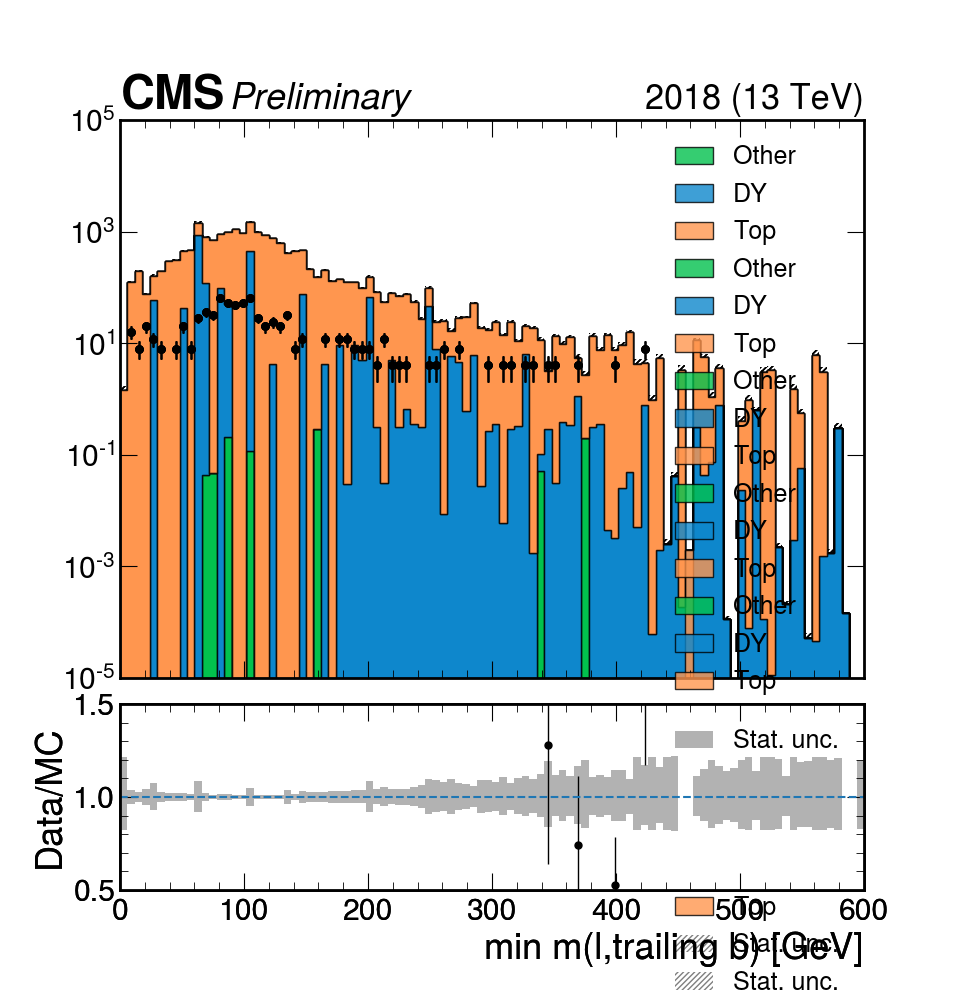 CMS Preliminary 2018 (13 TeV)
10^5
10^3
10^1
10^-1
10^-3
10^-5
Other
DY
Top
Other
DY
Top
Other
DY
Top
Other
DY
Top
Other
DY
Top
1.5
1.0
0.5
Data/MC
Stat. unc.
0 100 200 300 400 500 600
Top
min m(l,trailing b) [GeV]
Stat. unc.
Stat. unc.